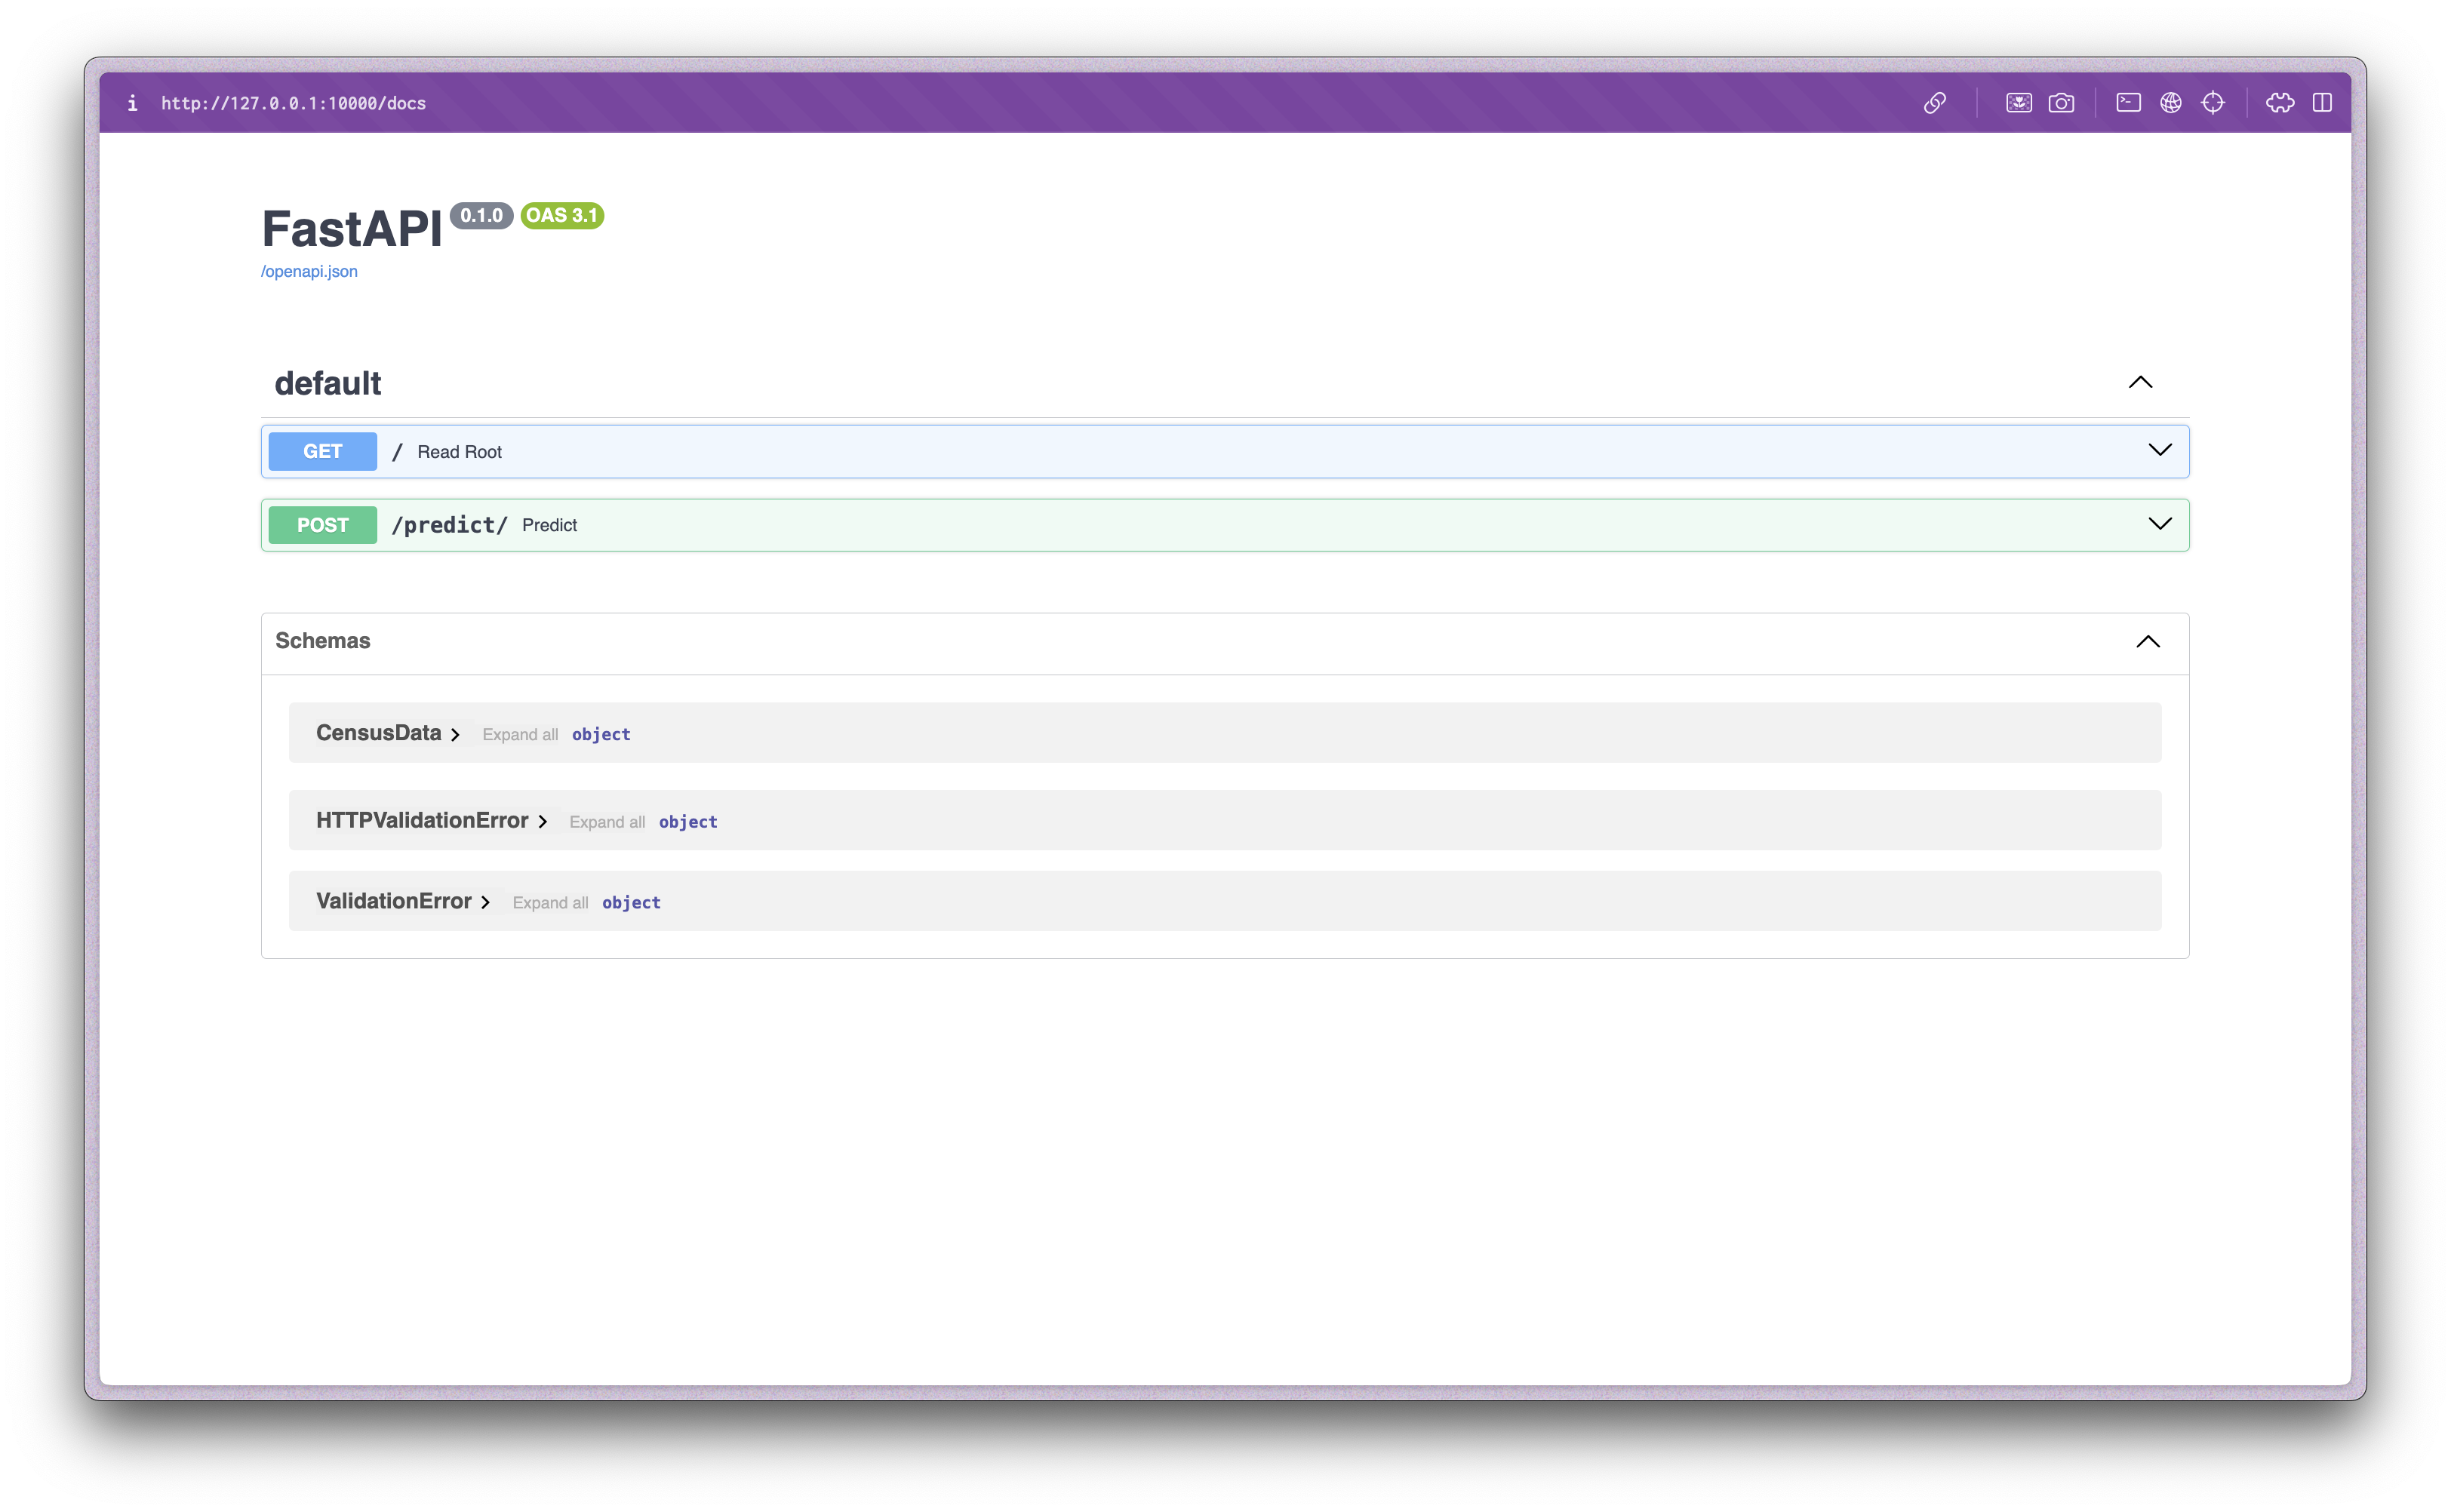 i http://127.0.0.1:10000/docs
FastAPI 0.1.0 OAS 3.1
/openapi.json
default
GET / Read Root
POST /predict/ Predict
Schemas
CensusData Expand all object
HTTPValidationError Expand all object
ValidationError Expand all object